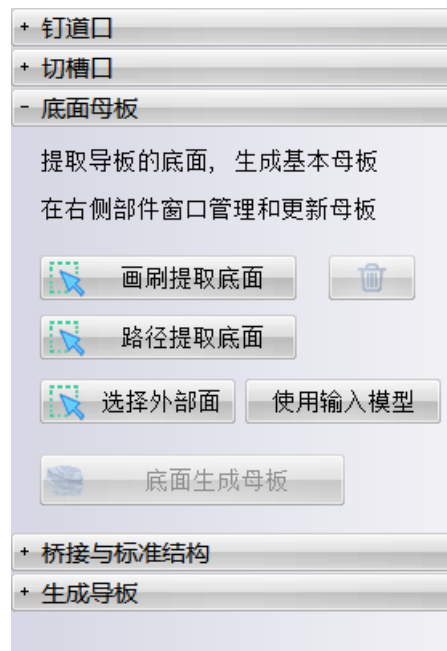 + 钉道口
+ 切槽口
- 底面母板
提取导板的底面，生成基本母板
在右侧部件窗口管理和更新母板
画刷提取底面
路径提取底面
选择外部面 使用输入模型
底面生成母板
+ 桥接与标准结构
+ 生成导板